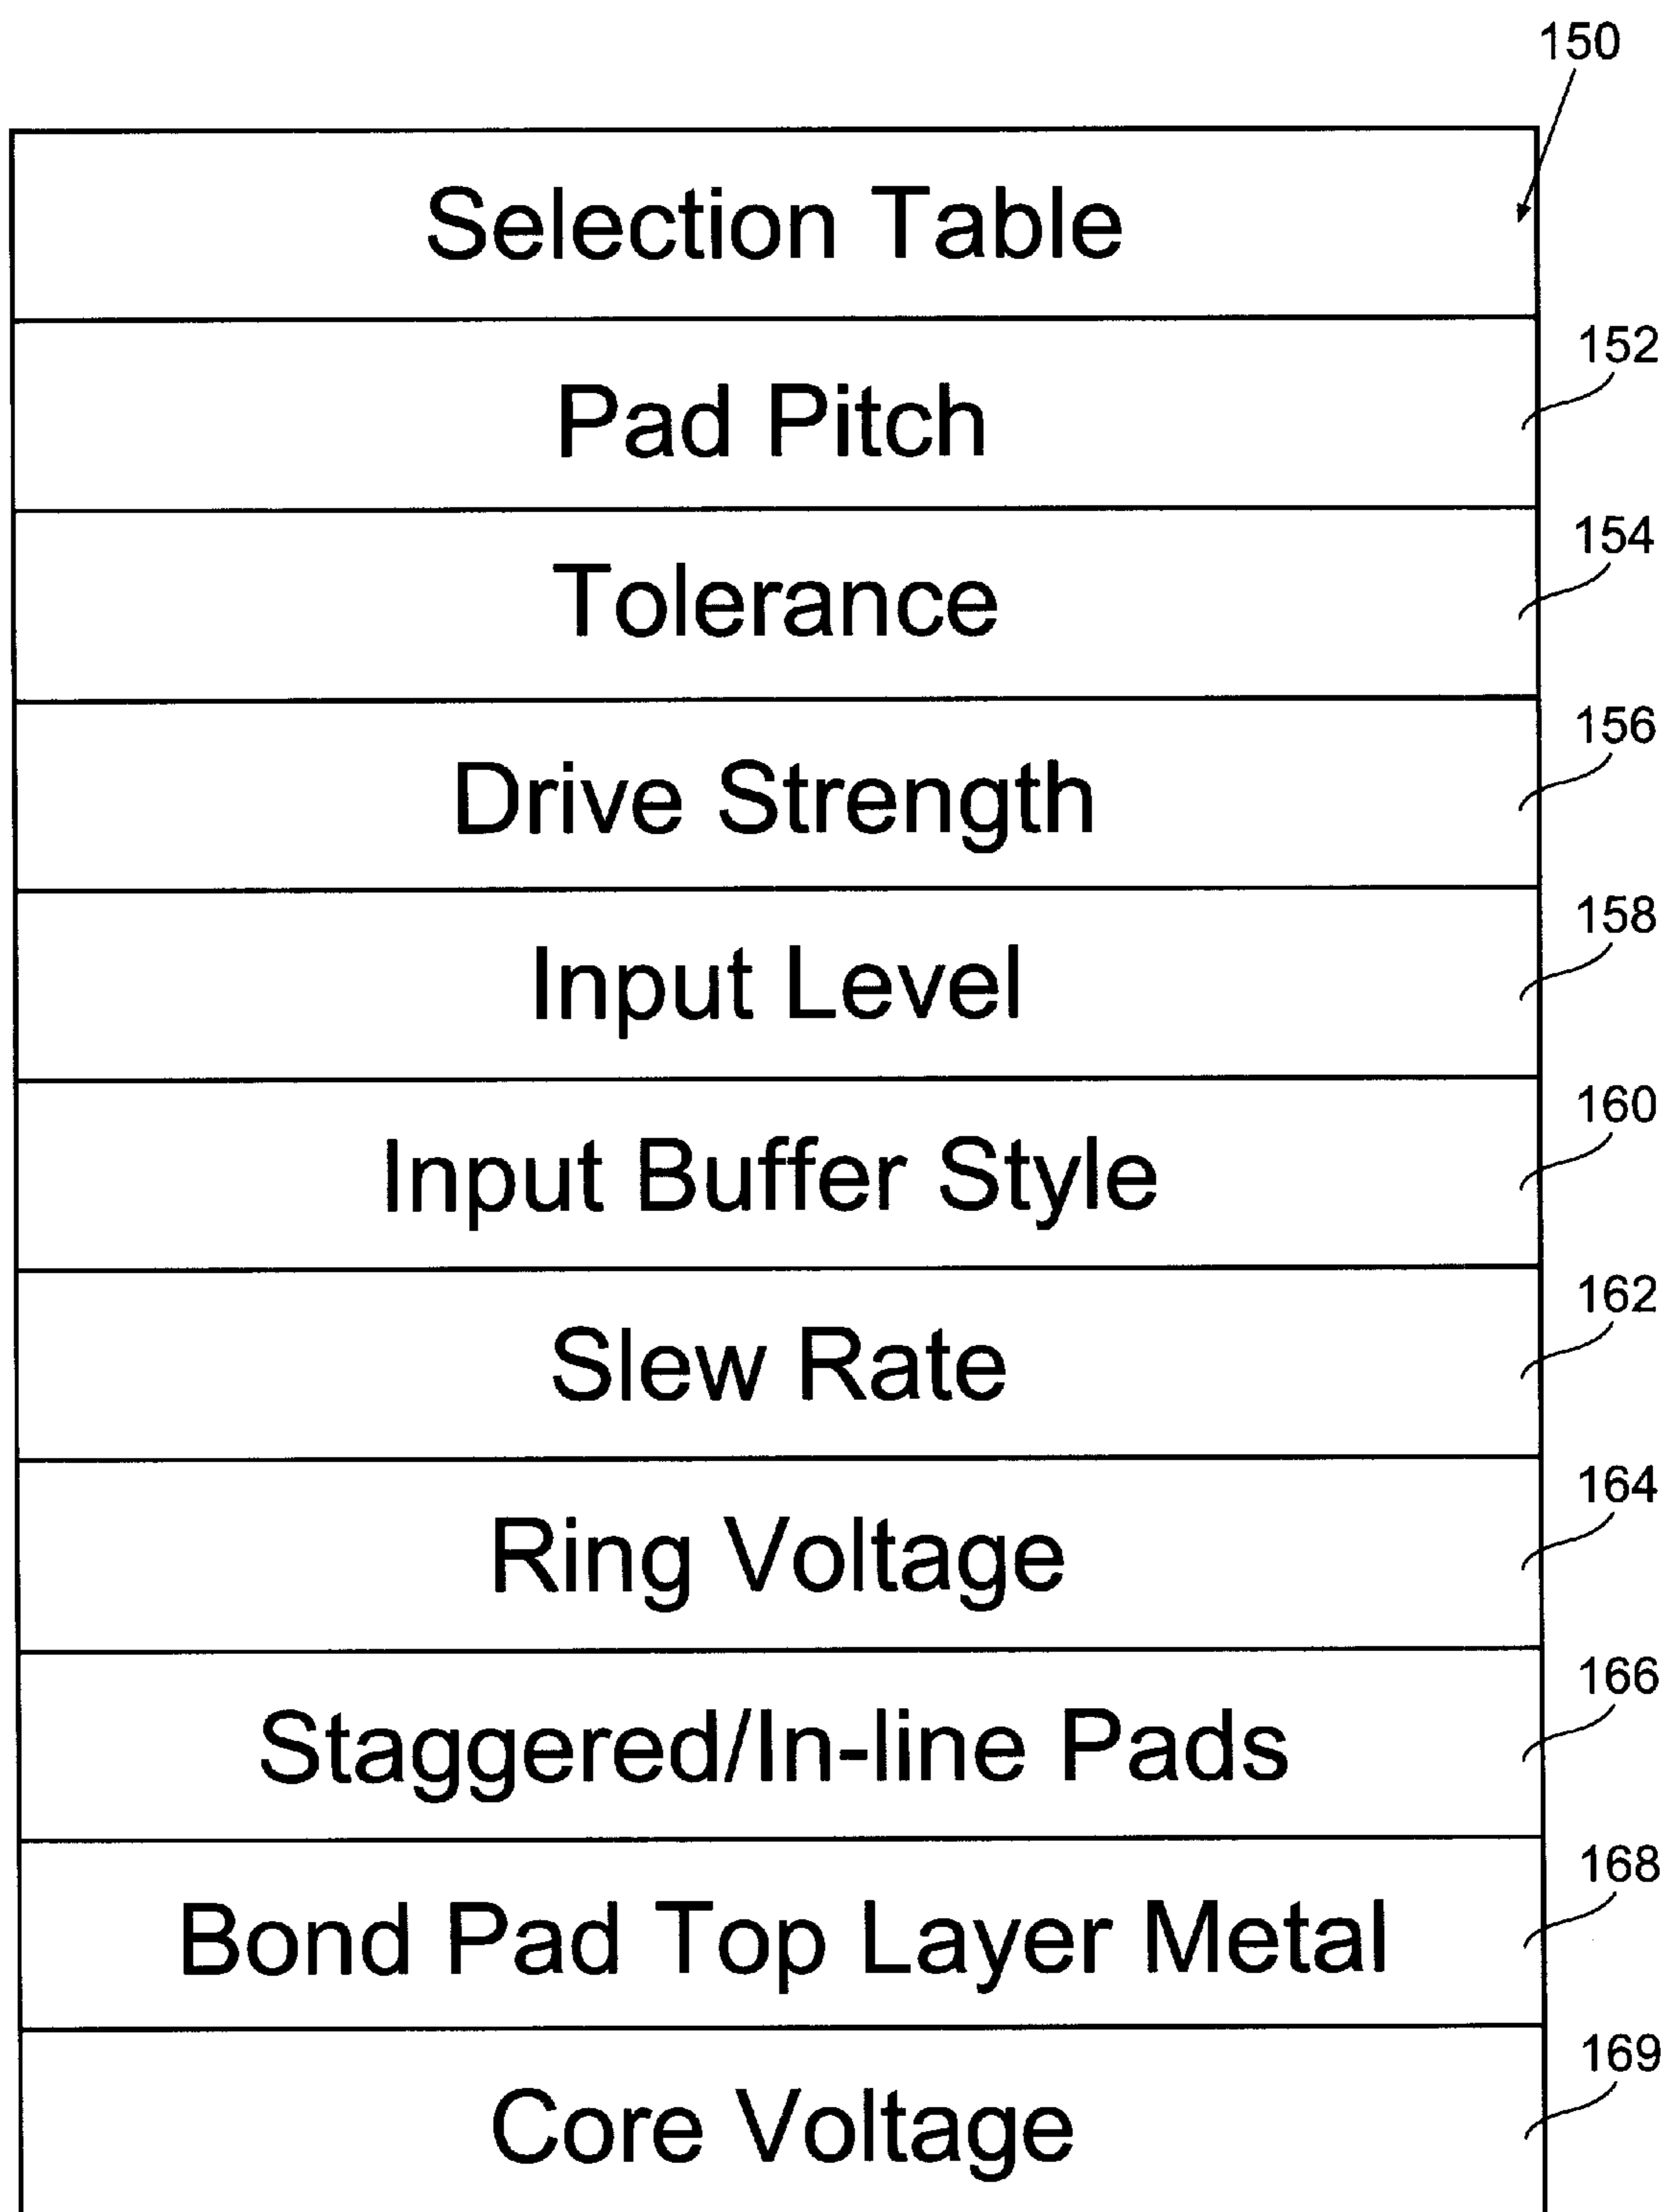 150
Selection Table
152
Pad Pitch
154
Tolerance
156
Drive Strength
158
Input Level
160
Input Buffer Style
162
Slew Rate
164
Ring Voltage
166
Staggered/In-line Pads
168
Bond Pad Top Layer Metal
169
Core Voltage